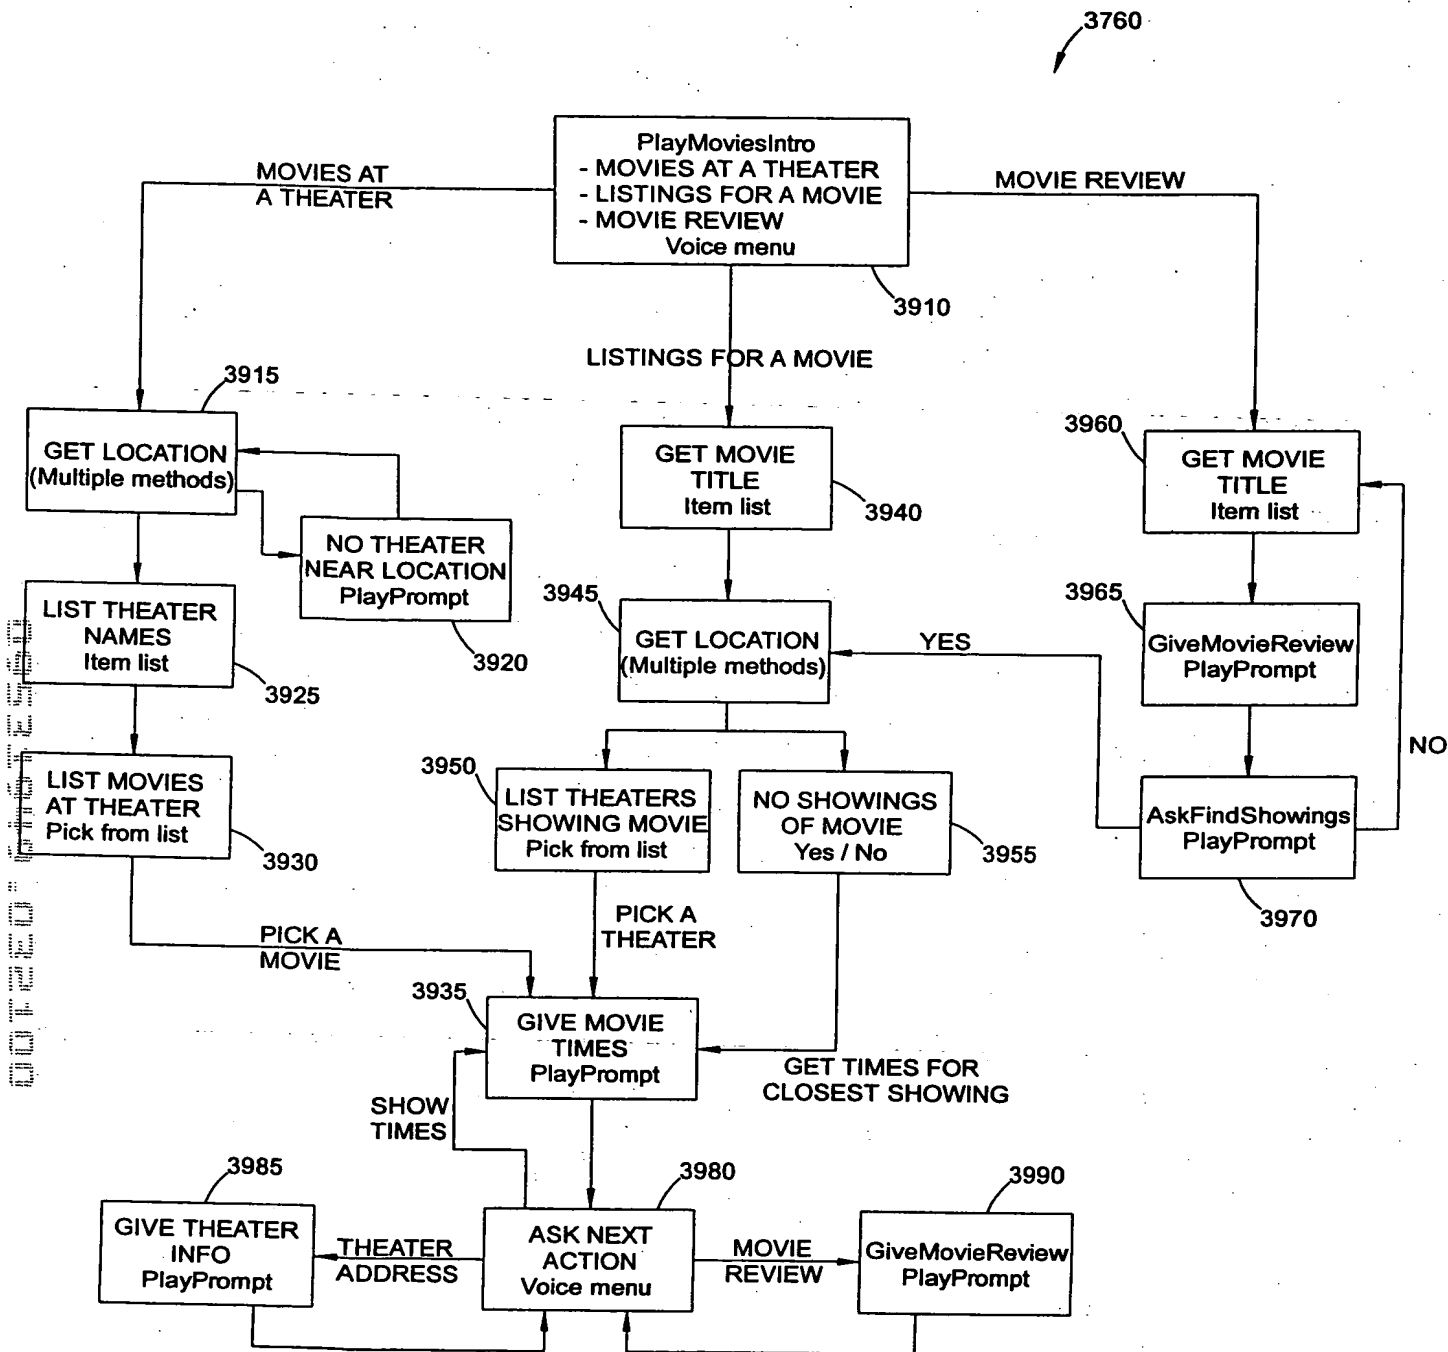 3760
PlayMoviesIntro
- MOVIES AT A THEATER
- LISTINGS FOR A MOVIE
- MOVIE REVIEW
Voice menu
3910
MOVIES AT
A THEATER
MOVIE REVIEW
LISTINGS FOR A MOVIE
3915
GET LOCATION
(Multiple methods)
NO THEATER
NEAR LOCATION
PlayPrompt
3920
LIST THEATER
NAMES
Item list
3925
LIST MOVIES
AT THEATER
Pick from list
3930
PICK A
MOVIE
GET MOVIE
TITLE
Item list
3940
3945
GET LOCATION
(Multiple methods)
YES
3950
LIST THEATERS
SHOWING MOVIE
Pick from list
NO SHOWINGS
OF MOVIE
Yes / No
3955
PICK A
THEATER
3960
GET MOVIE
TITLE
Item list
3965
GiveMovieReview
PlayPrompt
NO
AskFindShowings
PlayPrompt
3970
3935
GIVE MOVIE
TIMES
PlayPrompt
GET TIMES FOR
CLOSEST SHOWING
SHOW
TIMES
3985
GIVE THEATER
INFO
PlayPrompt
THEATER
ADDRESS
3980
ASK NEXT
ACTION
Voice menu
MOVIE
REVIEW
3990
GiveMovieReview
PlayPrompt